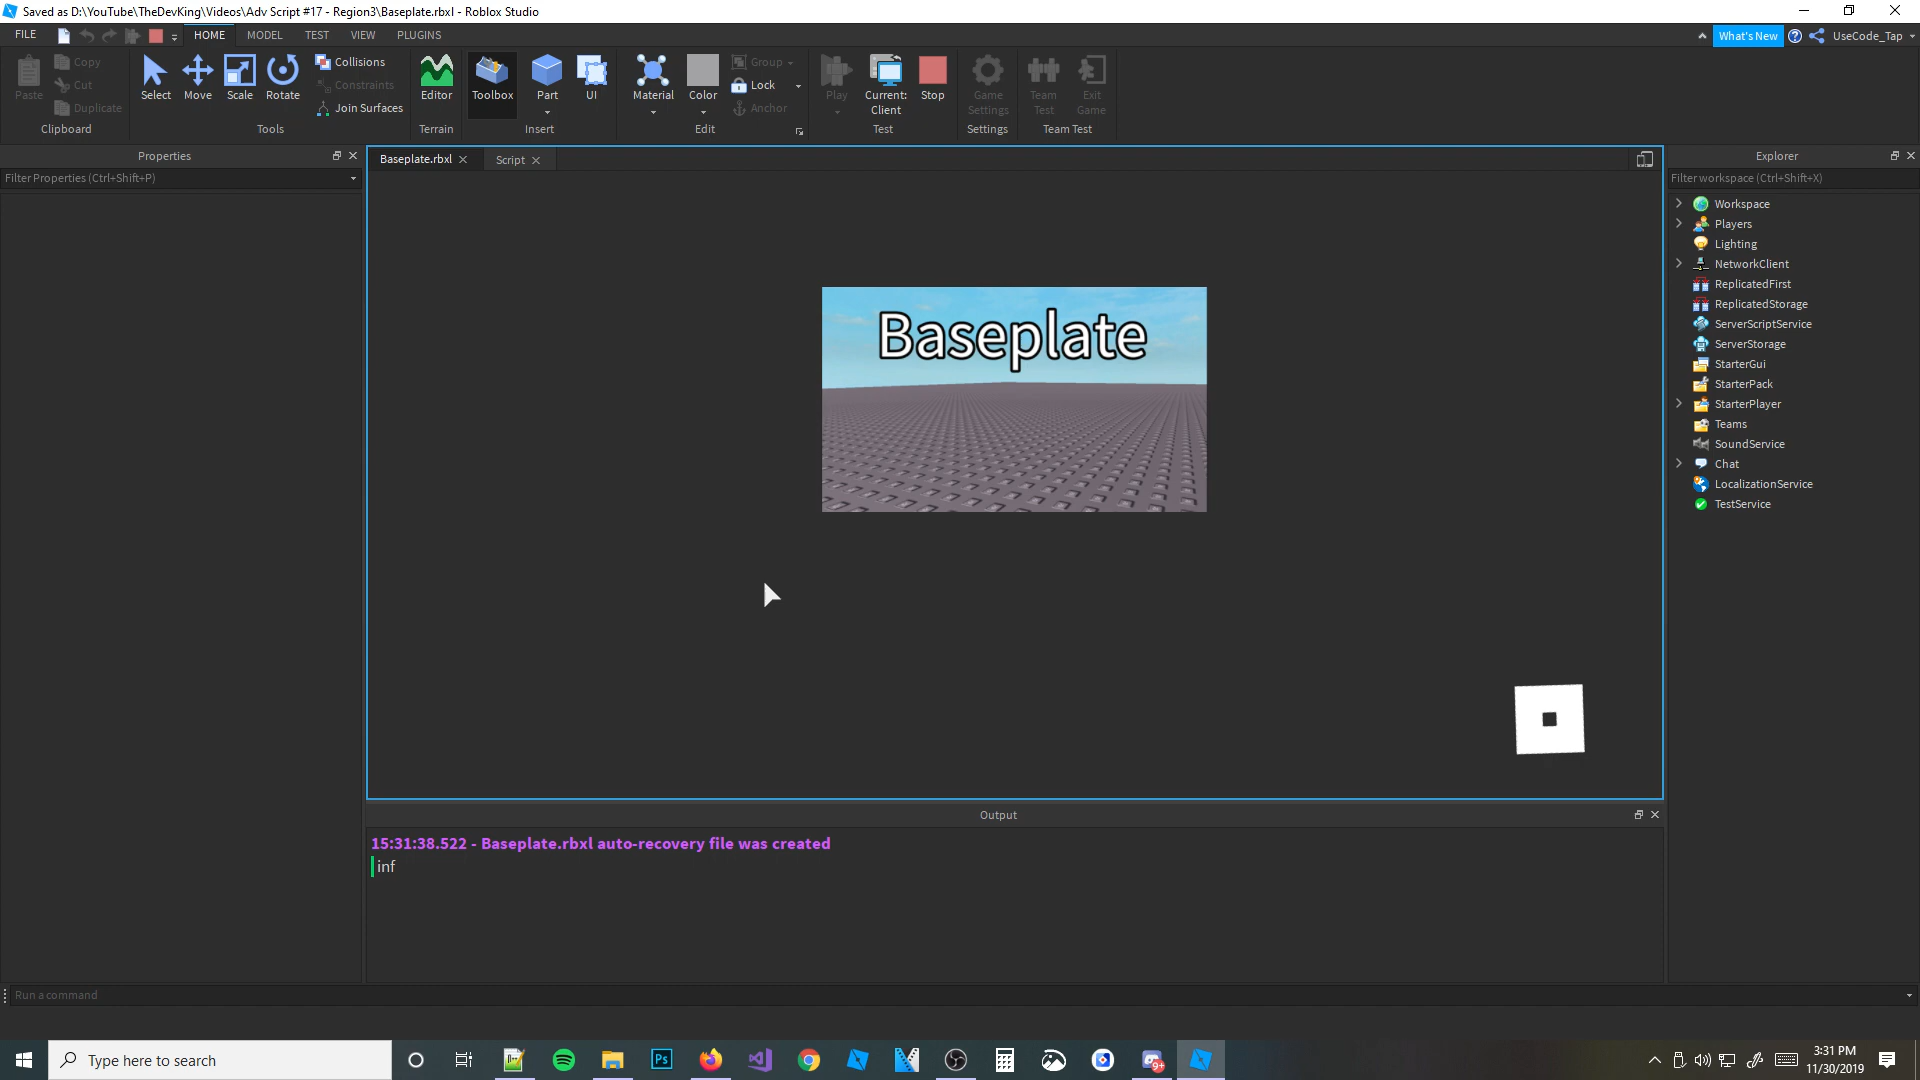 Saved as D:\YouTube\TheDevKing\Videos\Adv Script #17 - Region3\Baseplate.rbxl - Roblox Studio
FILE HOME MODEL TEST VIEW PLUGINS What's New UseCode_Tap
Paste Copy Cut Duplicate
Clipboard
Select Move Scale Rotate Collisions Constraints Join Surfaces
Tools
Editor
Terrain
Toolbox Part UI
Insert
Material Color Group Lock Anchor
Edit
Play Current: Client Stop
Test
Game Settings
Settings
Team Test Exit Game
Team Test
Properties
Filter Properties (Ctrl+Shift+P)
Baseplate.rbxl Script
Baseplate
Explorer
Filter workspace (Ctrl+Shift+X)
Workspace
Players
Lighting
NetworkClient
ReplicatedFirst
ReplicatedStorage
ServerScriptService
ServerStorage
StarterGui
StarterPack
StarterPlayer
Teams
SoundService
Chat
LocalizationService
TestService
Output
15:31:38.522 - Baseplate.rbxl auto-recovery file was created
inf
Run a command
Type here to search
Ps
9+
3:31 PM
11/30/2019